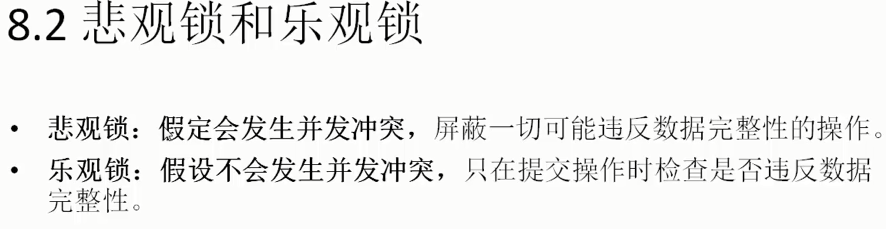 8.2 悲观锁和乐观锁
• 悲观锁：假定会发生并发冲突，屏蔽一切可能违反数据完整性的操作。
• 乐观锁：假设不会发生并发冲突，只在提交操作时检查是否违反数据
完整性。